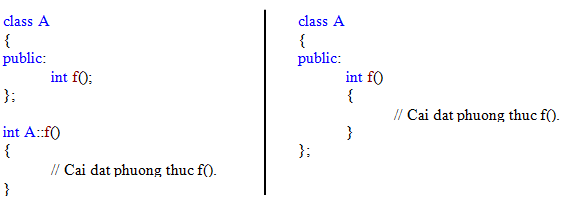 class A
{
public:
int f();
};
int A::f()
{
// Cai dat phuong thuc f().
}
class A
{
public:
int f()
{
// Cai dat phuong thuc f().
}
};